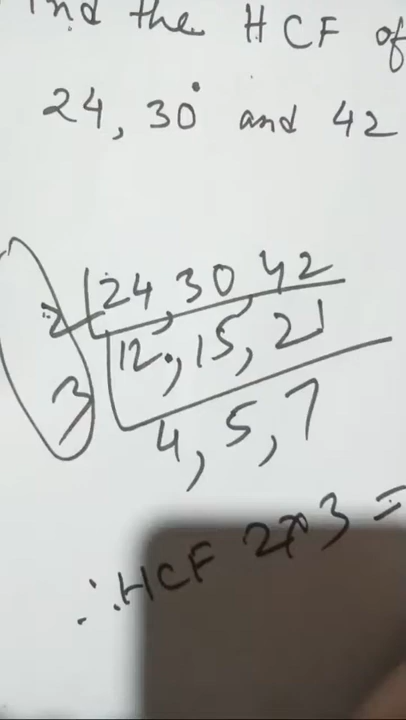 ind the HCF of
24, 30 and 42
2 24, 30, 42
3 12, 15, 21
4, 5, 7
∴ HCF 2×3 =